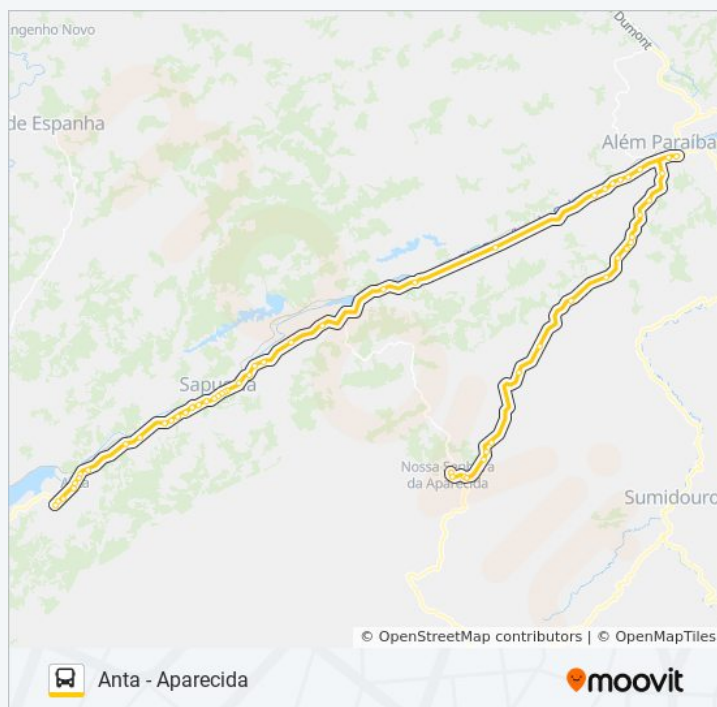 ngenho Novo
Dumont
de Espanha
Além Paraíba
Sapucaia
Anta
Nossa Senhora
da Aparecida
Sumidouro
© OpenStreetMap contributors | © OpenMapTiles
Anta - Aparecida
moovit